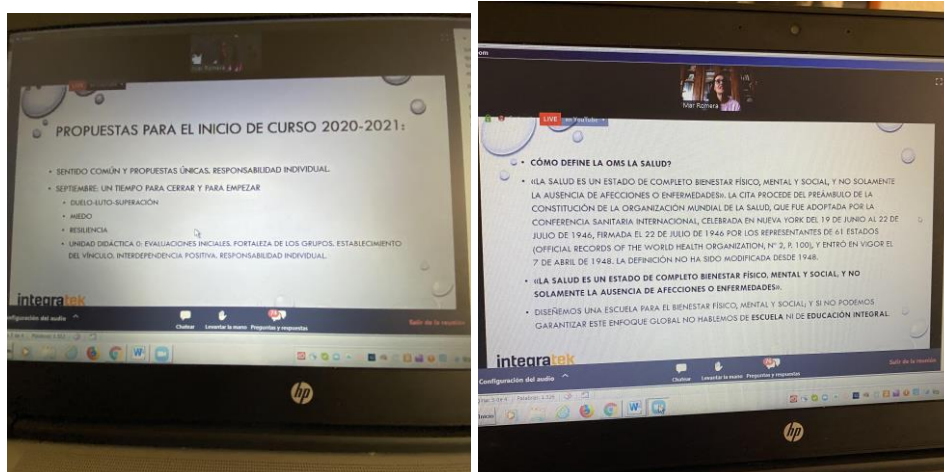 Mar Romera
PROPUESTAS PARA EL INICIO DE CURSO 2020-2021:
• SENTIDO COMÚN Y PROPUESTAS ÚNICAS. RESPONSABILIDAD INDIVIDUAL.
• SEPTIEMBRE: UN TIEMPO PARA CERRAR Y PARA EMPEZAR
• DUELO-LUTO-SUPERACIÓN
• MIEDO
• RESILIENCIA
• UNIDAD DIDÁCTICA 0: EVALUACIONES INICIALES. FORTALEZA DE LOS GRUPOS. ESTABLECIMIENTO
DEL VÍNCULO. INTERDEPENDENCIA POSITIVA. RESPONSABILIDAD INDIVIDUAL.
integratek
nfiguración del audio
Chatear Levantar la mano Preguntas y respuestas
Salir de la reunión
hp
om
Mar Romera
LIVE on YouTube
• CÓMO DEFINE LA OMS LA SALUD?
• «LA SALUD ES UN ESTADO DE COMPLETO BIENESTAR FÍSICO, MENTAL Y SOCIAL, Y NO SOLAMENTE
LA AUSENCIA DE AFECCIONES O ENFERMEDADES». LA CITA PROCEDE DEL PREÁMBULO DE LA
CONSTITUCIÓN DE LA ORGANIZACIÓN MUNDIAL DE LA SALUD, QUE FUE ADOPTADA POR LA
CONFERENCIA SANITARIA INTERNACIONAL, CELEBRADA EN NUEVA YORK DEL 19 DE JUNIO AL 22 DE
JULIO DE 1946, FIRMADA EL 22 DE JULIO DE 1946 POR LOS REPRESENTANTES DE 61 ESTADOS
(OFFICIAL RECORDS OF THE WORLD HEALTH ORGANIZATION, Nº 2, P. 100), Y ENTRÓ EN VIGOR EL
7 DE ABRIL DE 1948. LA DEFINICIÓN NO HA SIDO MODIFICADA DESDE 1948.
• «LA SALUD ES UN ESTADO DE COMPLETO BIENESTAR FÍSICO, MENTAL Y SOCIAL, Y NO
SOLAMENTE LA AUSENCIA DE AFECCIONES O ENFERMEDADES».
• DISEÑEMOS UNA ESCUELA PARA EL BIENESTAR FÍSICO, MENTAL Y SOCIAL, Y SI NO PODEMOS
GARANTIZAR ESTE ENFOQUE GLOBAL NO HABLEMOS DE ESCUELA NI DE EDUCACIÓN INTEGRAL.
integratek
Configuración del audio
Chatear Levantar la mano Preguntas y respuestas
Salir de la reunión
Inicio
hp